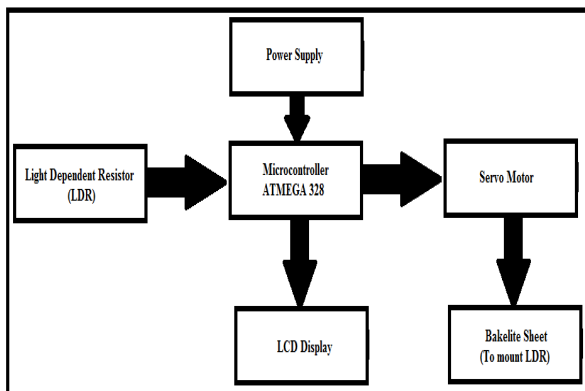 Power Supply
Light Dependent Resistor
(LDR)
Microcontroller
ATMEGA 328
Servo Motor
LCD Display
Bakelite Sheet
(To mount LDR)